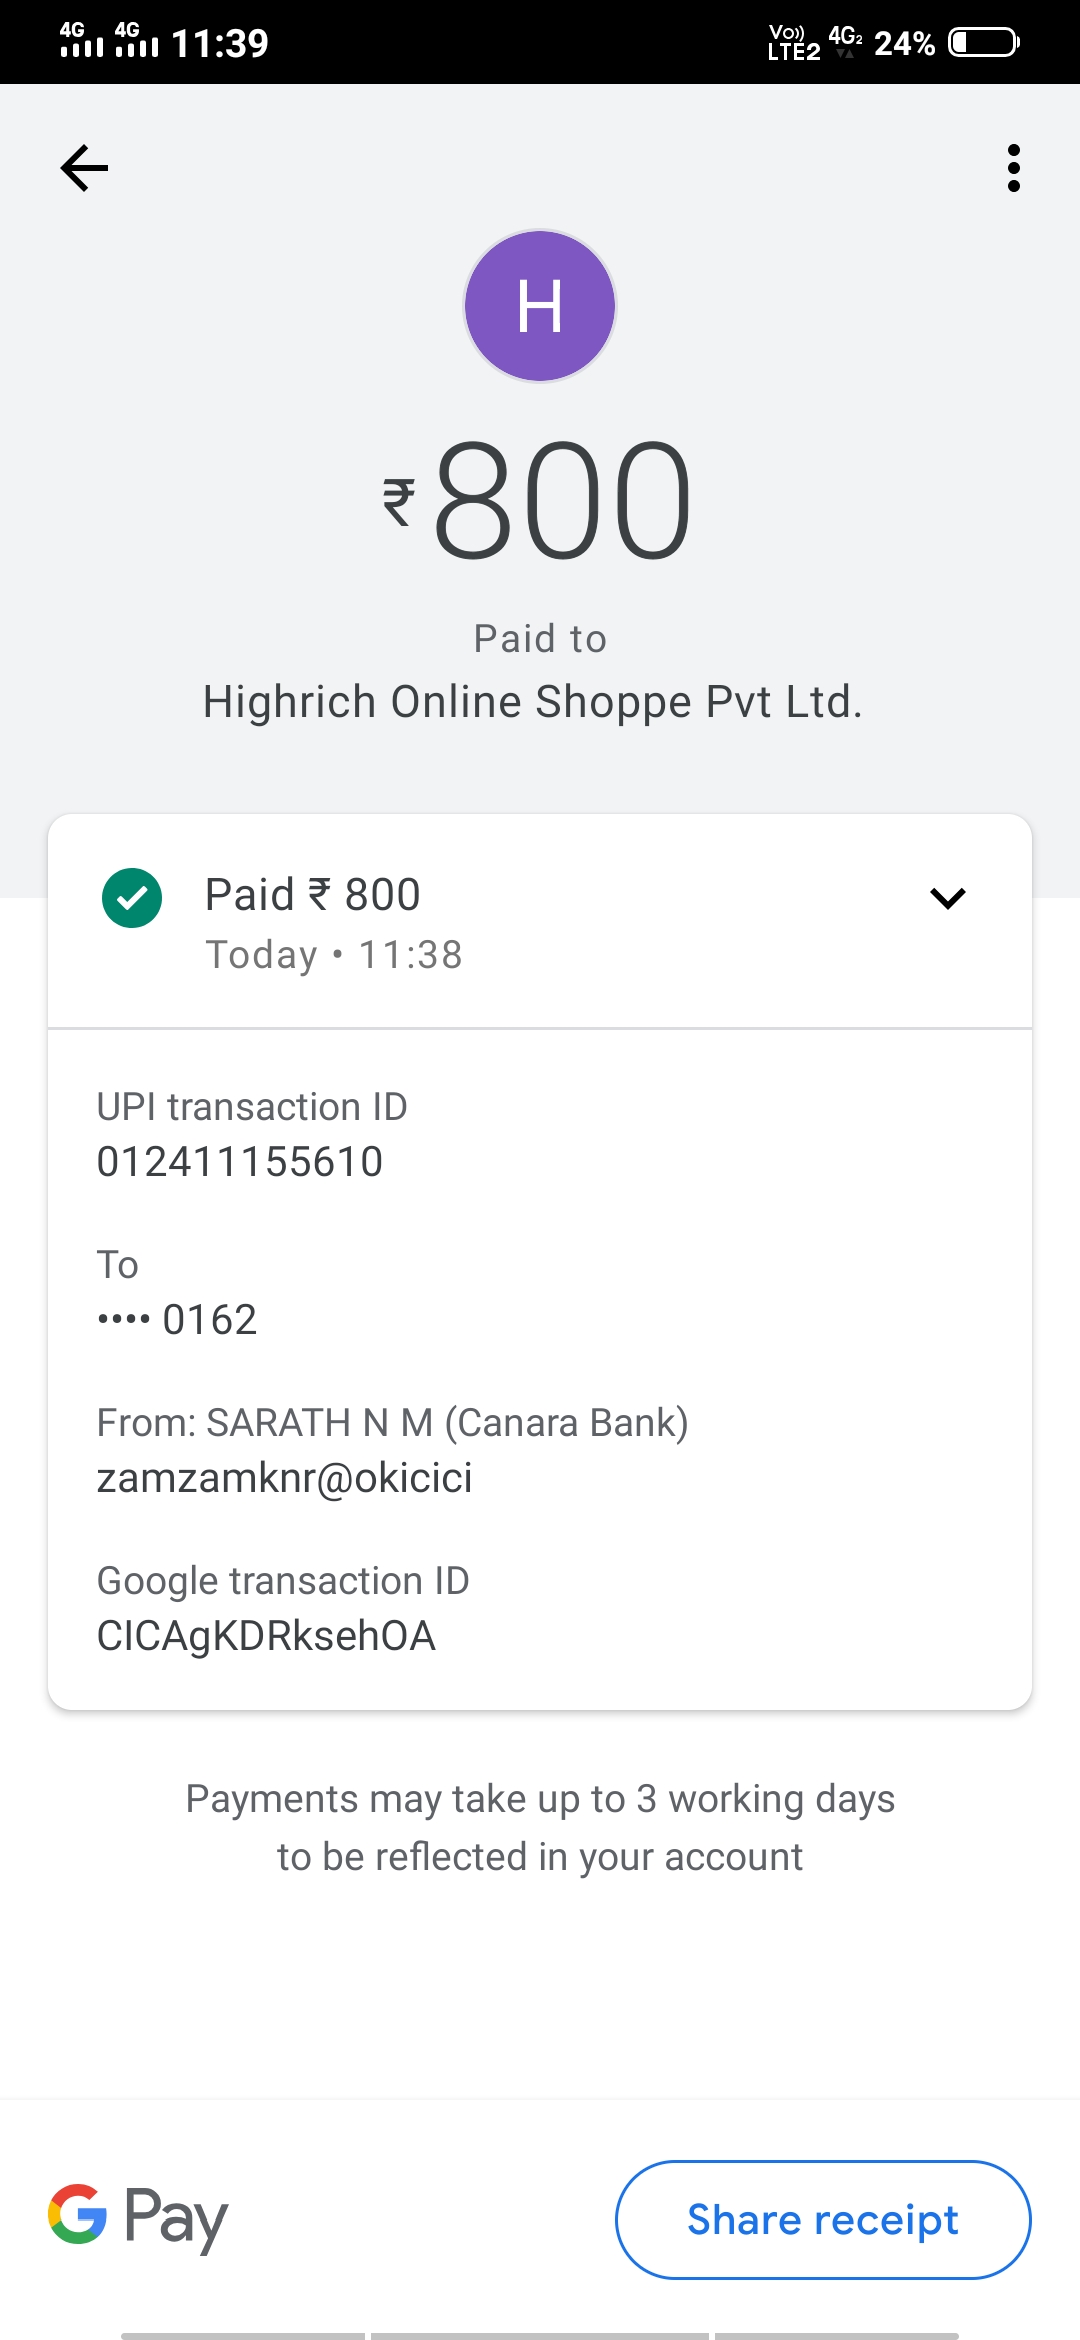 4G 4G 11:39 Vo)) LTE2 4G2 24%
H
₹800
Paid to
Highrich Online Shoppe Pvt Ltd.
Paid ₹ 800
Today • 11:38
UPI transaction ID
012411155610
To
•••• 0162
From: SARATH N M (Canara Bank)
zamzamknr@okicici
Google transaction ID
CICAgKDRksehOA
Payments may take up to 3 working days
to be reflected in your account
G Pay
Share receipt